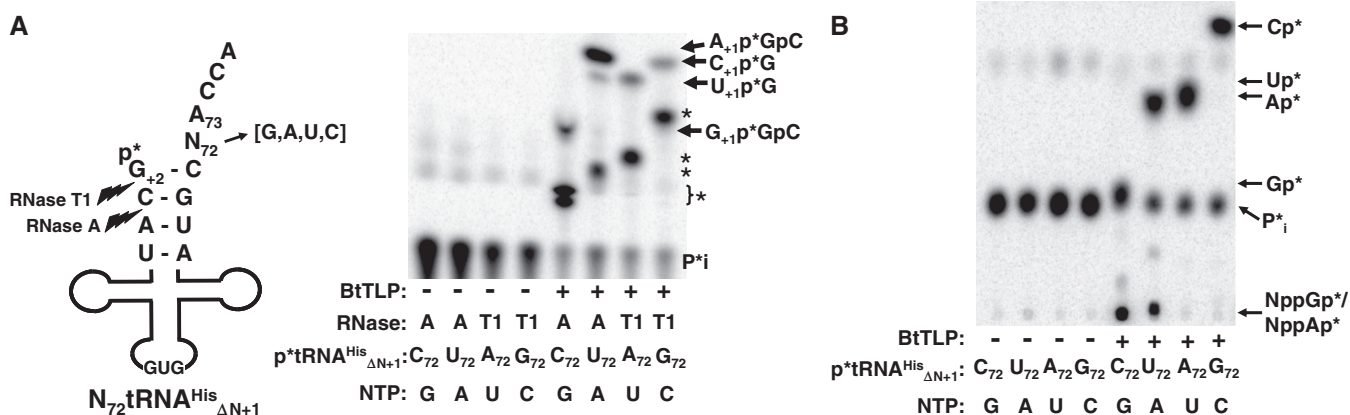 A
A
C
C
A73
N72 [G,A,U,C]
p*
G+2 - C
RNase T1
C - G
RNase A
A - U
U - A
GUG
N72tRNAHisΔN+1
A+1p*GpC
C+1p*G
U+1p*G
*
G+1p*GpC
*
*
}*
P*i
BtTLP: - - - - + + + +
RNase: A A T1 T1 A A T1 T1
p*tRNAHisΔN+1: C72 U72 A72 G72 C72 U72 A72 G72
NTP: G A U C G A U C
B
Cp*
Up*
Ap*
Gp*
P*i
NppGp*/
NppAp*
BtTLP: - - - - + + + +
p*tRNAHisΔN+1: C72 U72 A72 G72 C72 U72 A72 G72
NTP: G A U C G A U C